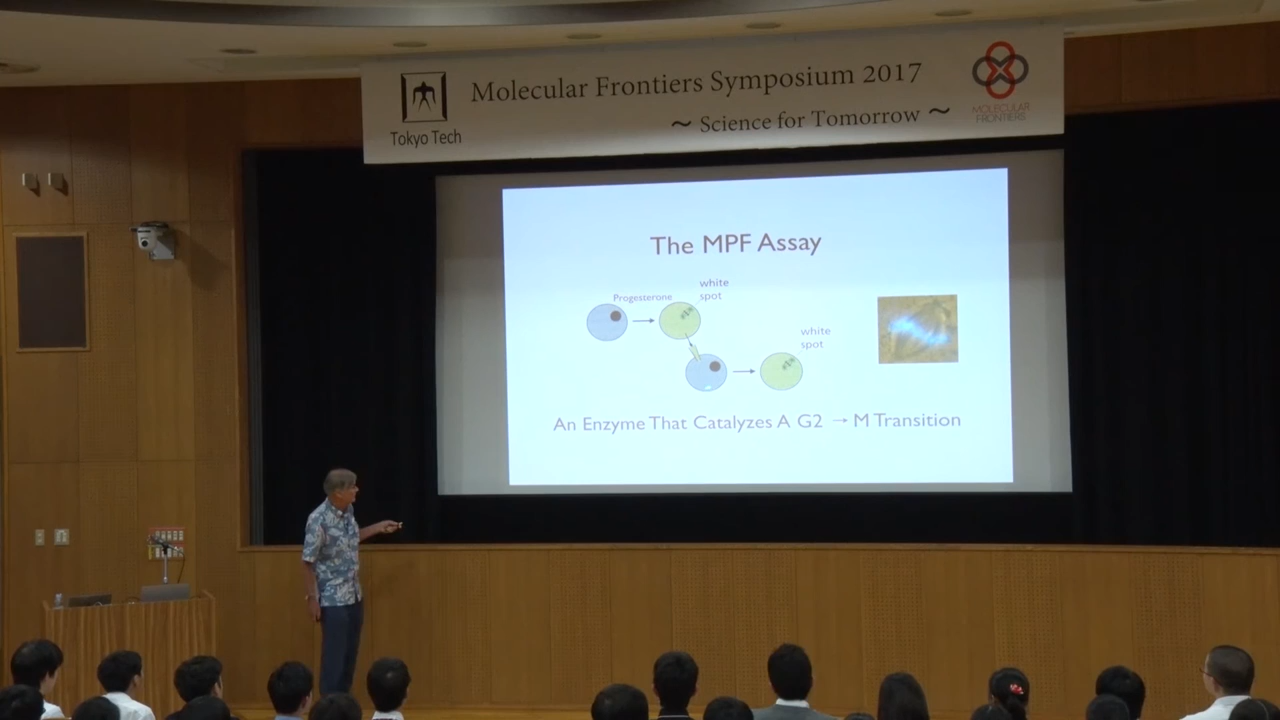 Molecular Frontiers Symposium 2017
~ Science for Tomorrow ~
Tokyo Tech
MOLECULAR
FRONTIERS
The MPF Assay
Progesterone
white
spot
white
spot
An Enzyme That Catalyzes A G2 → M Transition